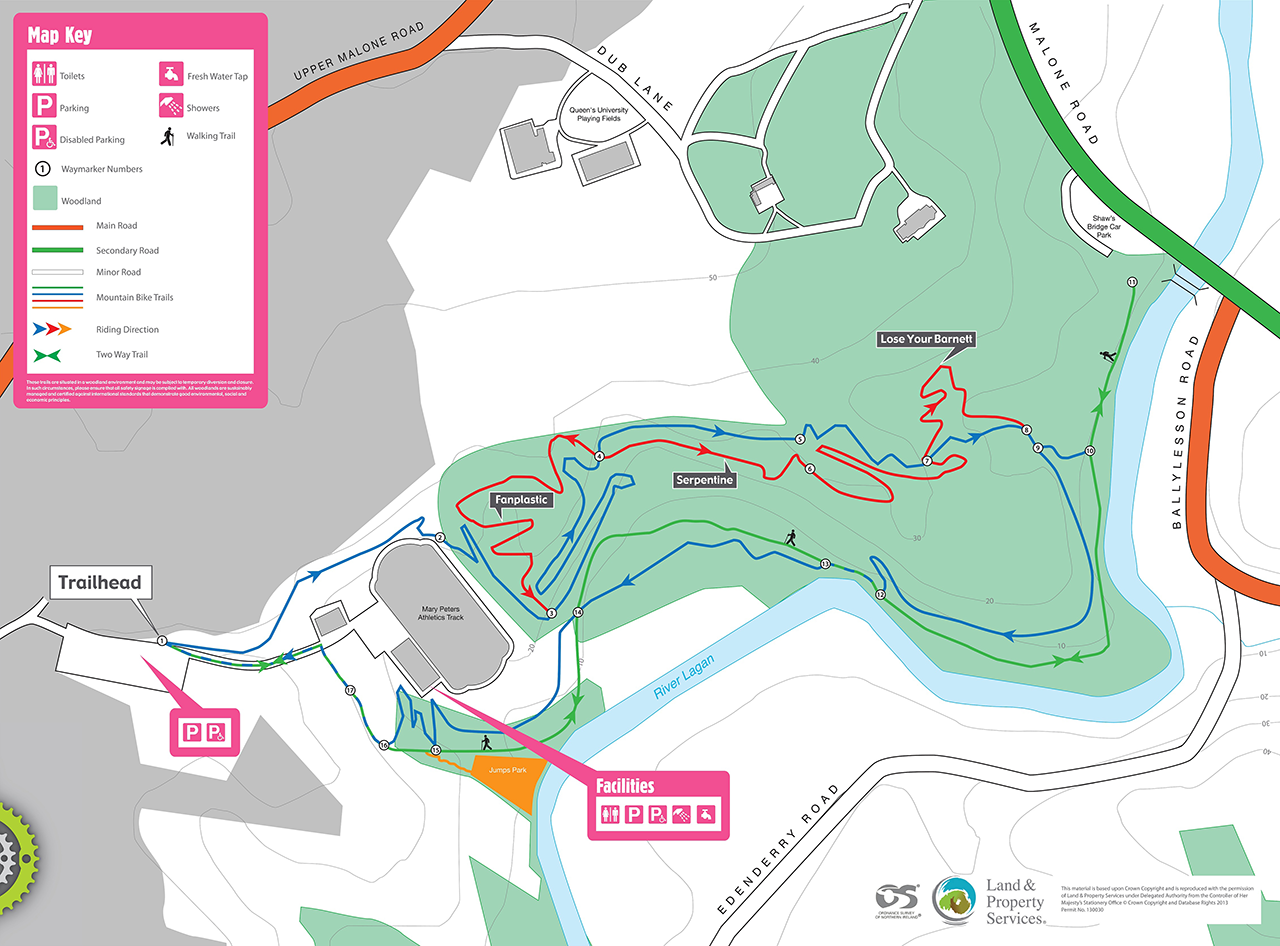 Map Key
Toilets
Fresh Water Tap
P
Parking
Showers
P
Disabled Parking
Walking Trail
1
Waymarker Numbers
Woodland
Main Road
Secondary Road
Minor Road
Mountain Bike Trails
Riding Direction
Two Way Trail
These trails are situated in a woodland environment and may be subject to temporary diversion and closure.
In such circumstances, please ensure that all safety signage is complied with. All woodlands are sustainably
managed and certified against international standards that demonstrate good environmental, social and
economic principles.
UPPER MALONE ROAD
DUB LANE
MALONE ROAD
Queen's University
Playing Fields
Shaw's
Bridge Car
Park
50
11
40
Lose Your Barnett
BALLYLESSON ROAD
8
5
9
10
4
7
6
Serpentine
Fanplastic
2
30
13
Trailhead
12
20
Mary Peters
Athletics Track
3
14
1
20
10
10
10
River Lagan
17
20
30
40
P P
16
15
Jumps Park
Facilities
P P
EDENDERRY ROAD
OS
ORDNANCE SURVEY
OF NORTHERN IRELAND®
Land &
Property
Services®
This material is based upon Crown Copyright and is reproduced with the permission
of Land & Property Services under Delegated Authority from the Controller of Her
Majesty's Stationery Office © Crown Copyright and Database Rights 2013
Permit No. 130030